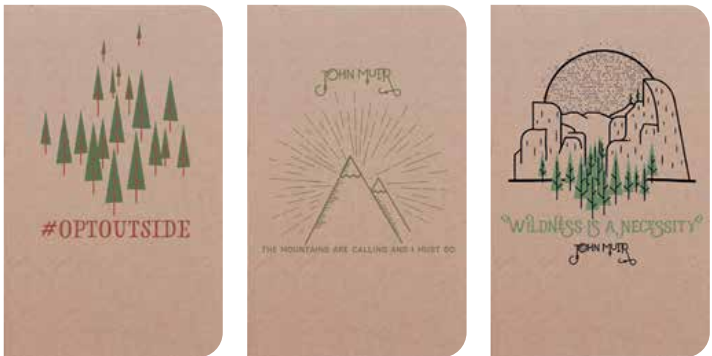 #OPTOUTSIDE
JOHN MUIR
THE MOUNTAINS ARE CALLING AND I MUST GO
WILDNESS IS A NECESSITY
JOHN MUIR